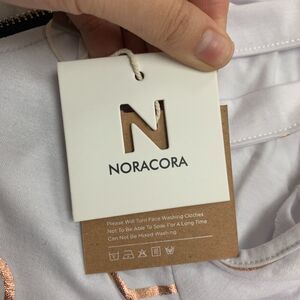 N
NORACORA
Please Will Turn Face Washing Clothes
Not To Be Able To Soak For A Long Time
Can Not Be Mixed Washing